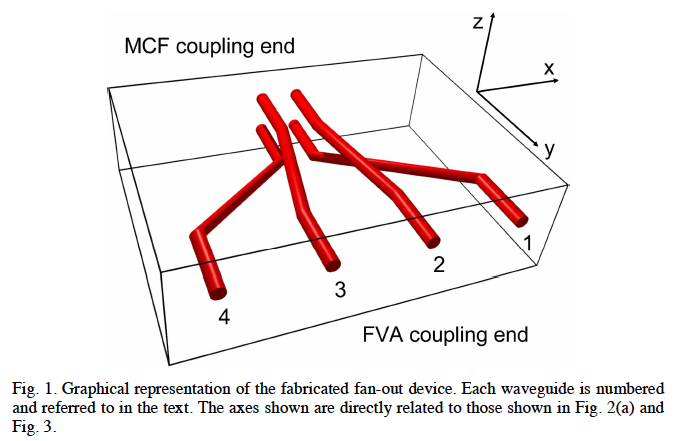 MCF coupling end
z
x
y
1
2
3
4
FVA coupling end
Fig. 1. Graphical representation of the fabricated fan-out device. Each waveguide is numbered
and referred to in the text. The axes shown are directly related to those shown in Fig. 2(a) and
Fig. 3.